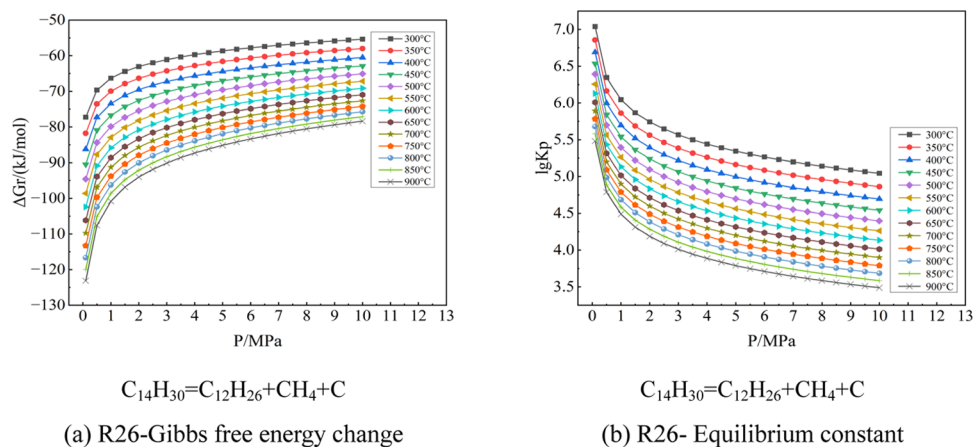 −50
−60
−70
−80
−90
−100
−110
−120
−130
ΔGr/(kJ/mol)
300°C
350°C
400°C
450°C
500°C
550°C
600°C
650°C
700°C
750°C
800°C
850°C
900°C
0 1 2 3 4 5 6 7 8 9 10 11 12 13
P/MPa
C₁₄H₃₀=C₁₂H₂₆+CH₄+C
(a) R26-Gibbs free energy change
7.0
6.5
6.0
5.5
5.0
4.5
4.0
3.5
lgKp
300°C
350°C
400°C
450°C
500°C
550°C
600°C
650°C
700°C
750°C
800°C
850°C
900°C
0 1 2 3 4 5 6 7 8 9 10 11 12 13
P/MPa
C₁₄H₃₀=C₁₂H₂₆+CH₄+C
(b) R26- Equilibrium constant